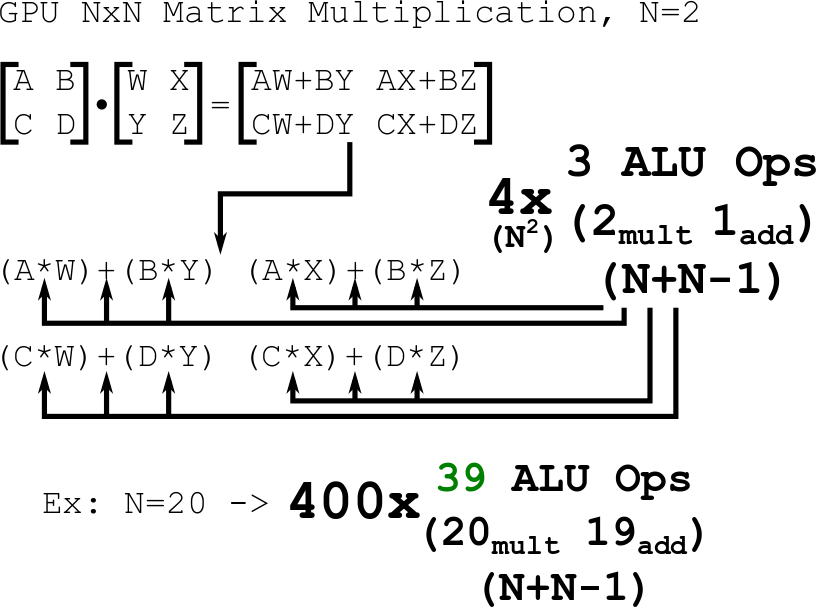 GPU NxN Matrix Multiplication, N=2
[A B] • [W X] = [AW+BY AX+BZ]
[C D] [Y Z] [CW+DY CX+DZ]
3 ALU Ops
4x (2mult 1add)
(N²)
(N+N-1)
(A*W)+(B*Y) (A*X)+(B*Z)
(C*W)+(D*Y) (C*X)+(D*Z)
39 ALU Ops
Ex: N=20 -> 400x
(20mult 19add)
(N+N-1)